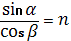 sin α / cos β = n